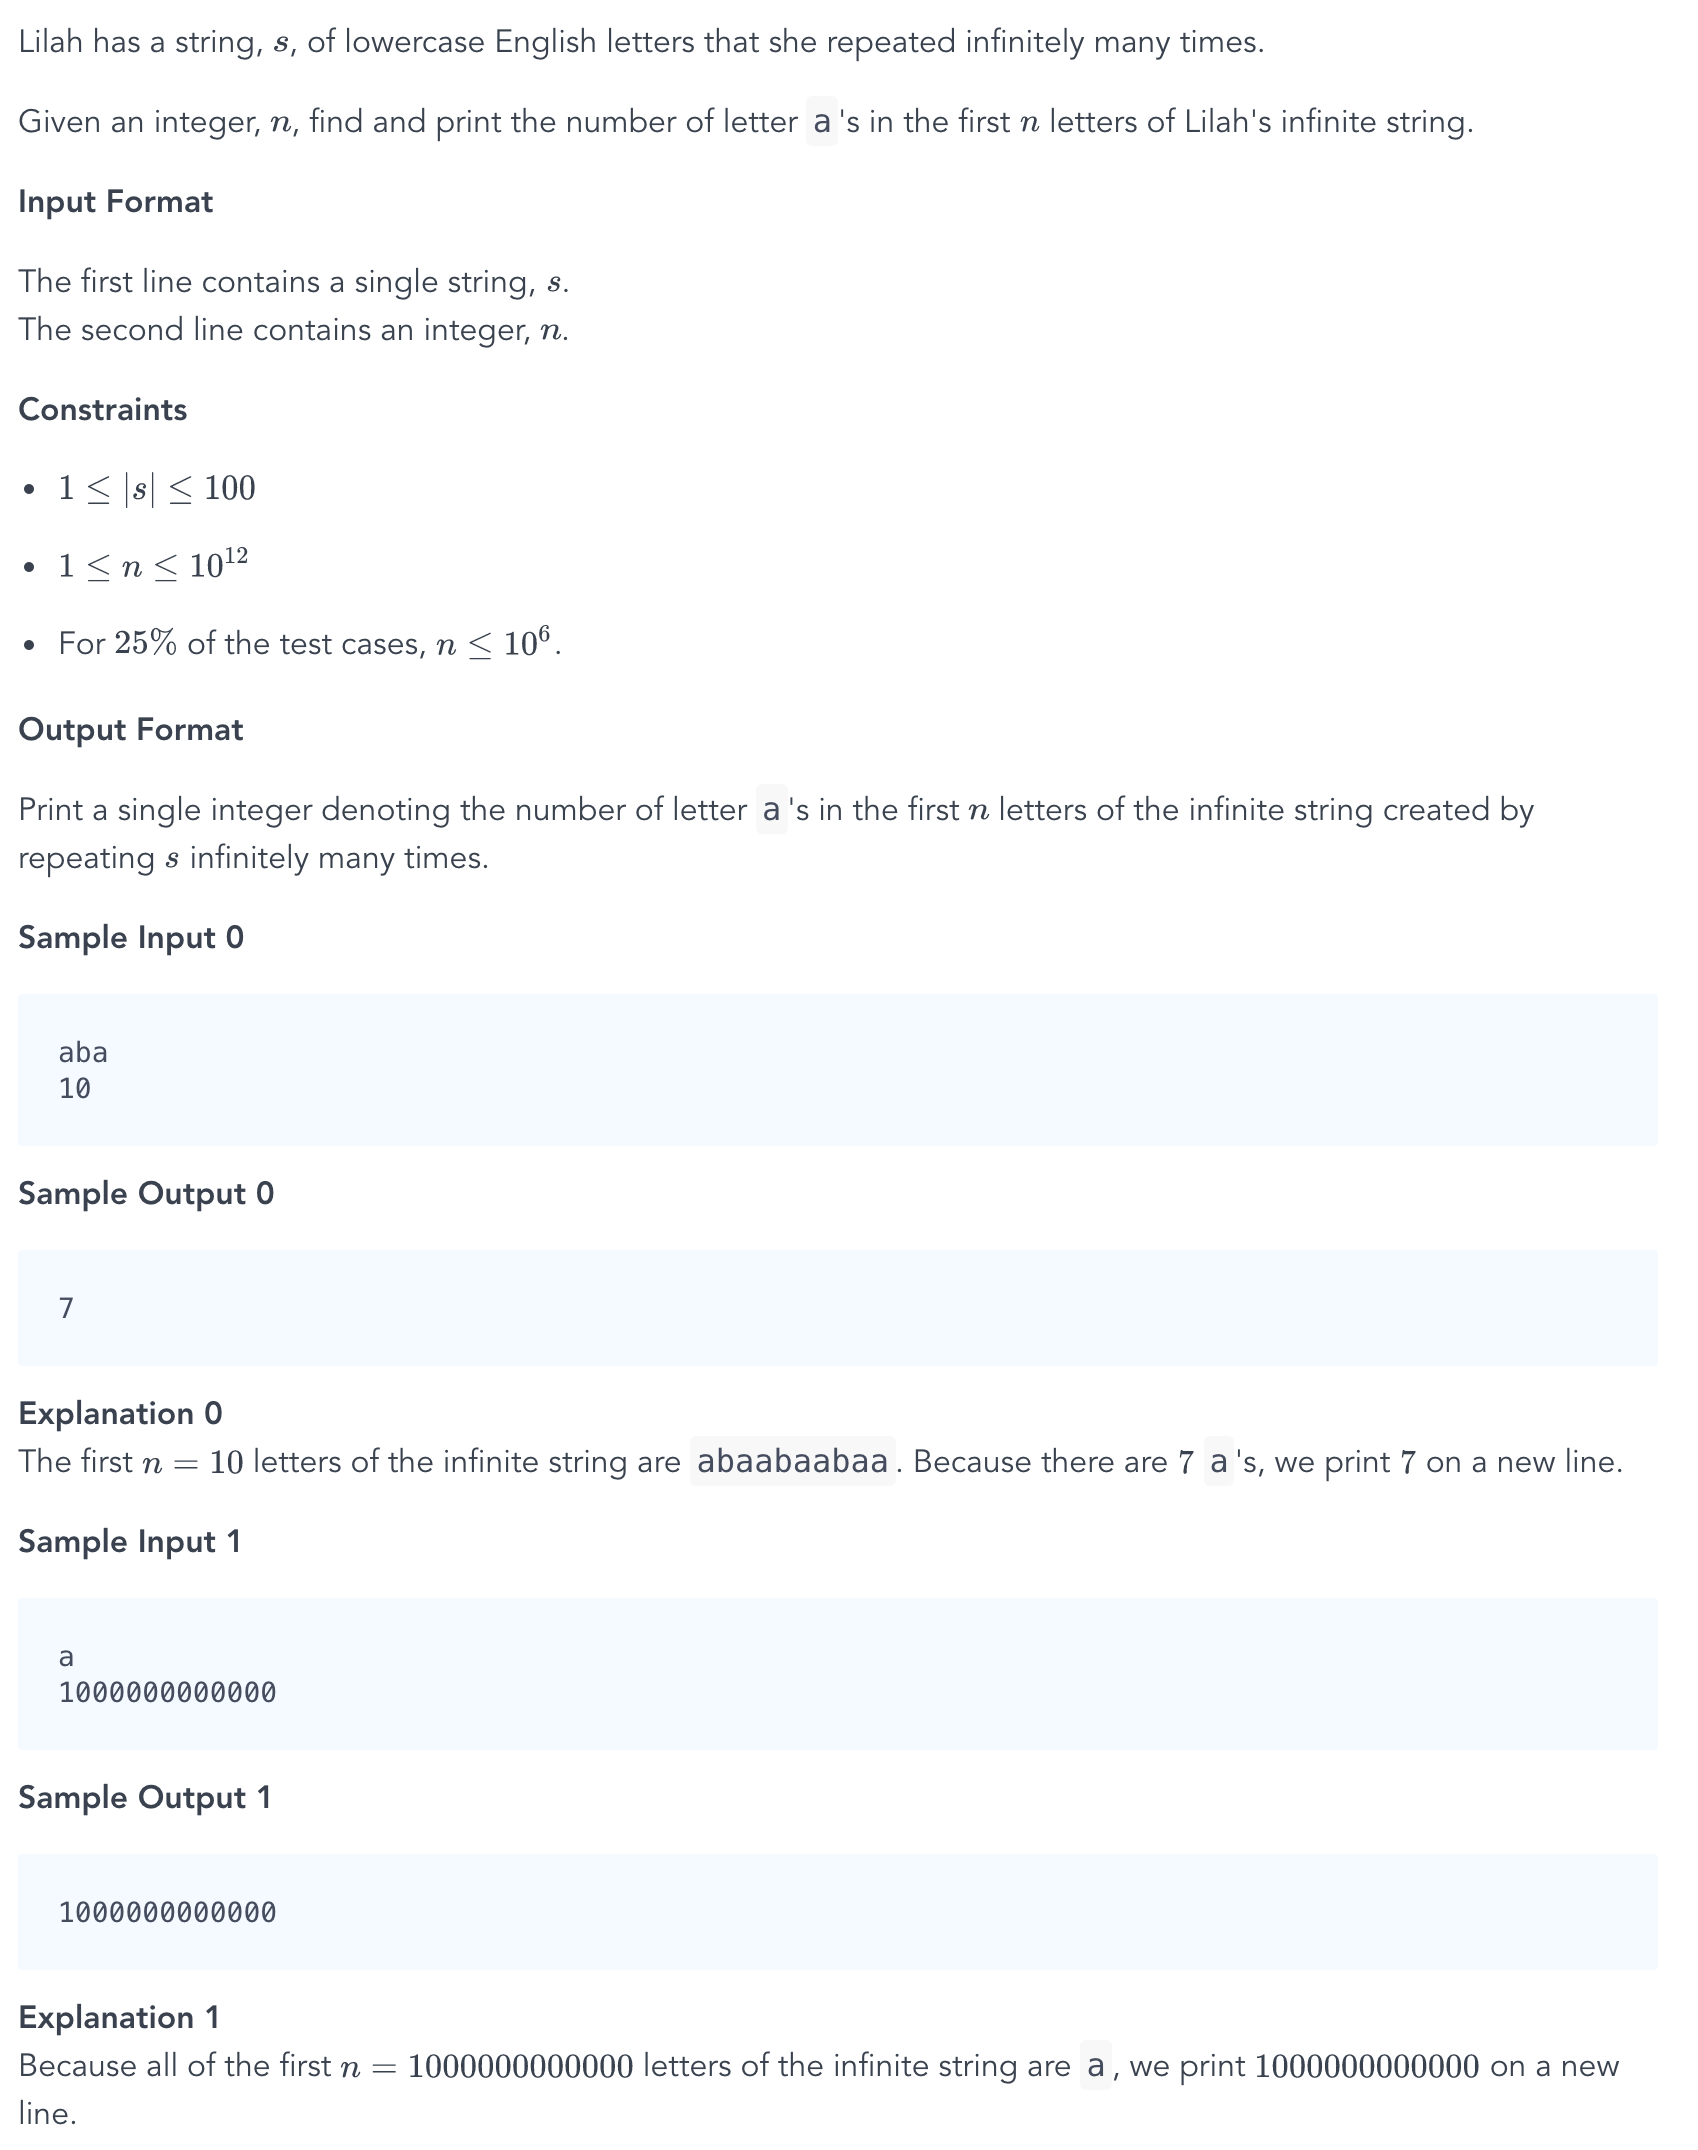 Lilah has a string, s, of lowercase English letters that she repeated infinitely many times.
Given an integer, n, find and print the number of letter a's in the first n letters of Lilah's infinite string.
Input Format
The first line contains a single string, s.
The second line contains an integer, n.
Constraints
• 1 ≤ |s| ≤ 100
• 1 ≤ n ≤ 10^12
• For 25% of the test cases, n ≤ 10^6.
Output Format
Print a single integer denoting the number of letter a's in the first n letters of the infinite string created by
repeating s infinitely many times.
Sample Input 0
aba
10
Sample Output 0
7
Explanation 0
The first n = 10 letters of the infinite string are abaabaabaa. Because there are 7 a's, we print 7 on a new line.
Sample Input 1
a
1000000000000
Sample Output 1
1000000000000
Explanation 1
Because all of the first n = 1000000000000 letters of the infinite string are a, we print 1000000000000 on a new
line.